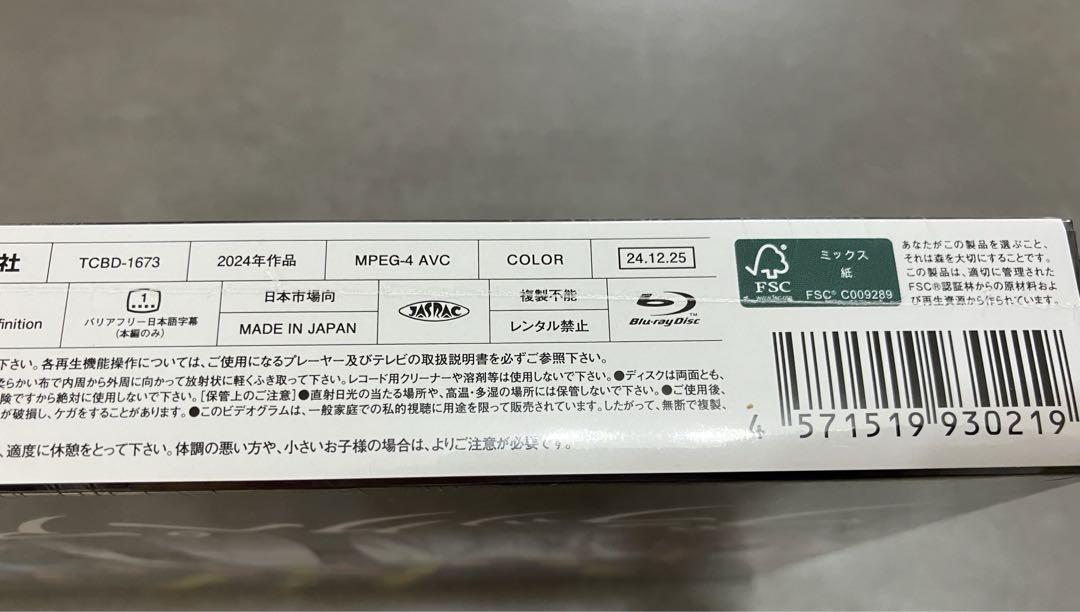 社 TCBD-1673 2024年作品 MPEG-4 AVC COLOR 24.12.25
finition 1 バリアフリー日本語字幕
(本編のみ)
日本市場向
MADE IN JAPAN
JASRAC
複製不能
レンタル禁止
Blu-ray Disc
FSC
www.fsc.org
ミックス
紙
FSC® C009289
あなたがこの製品を選ぶこと、
それは森を大切にすることです。
この製品は、適切に管理された
FSC®認証林からの原材料およ
び再生資源から作られています。
下さい。各再生機能操作については、ご使用になるプレーヤー及びテレビの取扱説明書を必ずご参照下さい。
柔らかい布で内周から外周に向かって放射状に軽くふき取って下さい。レコード用クリーナーや溶剤等は使用しないで下さい。●ディスクは両面とも、
険ですから絶対に使用しないで下さい。[保管上のご注意]●直射日光の当たる場所や、高温・多湿の場所には保管しないで下さい。●ご使用後、
が破損し、ケガをすることがあります。●このビデオグラムは、一般家庭での私的視聴に用途を限って販売されています。したがって、無断で複製、
、適度に休憩をとって下さい。体調の悪い方や、小さいお子様の場合は、よりご注意が必要です。
4 571519 930219